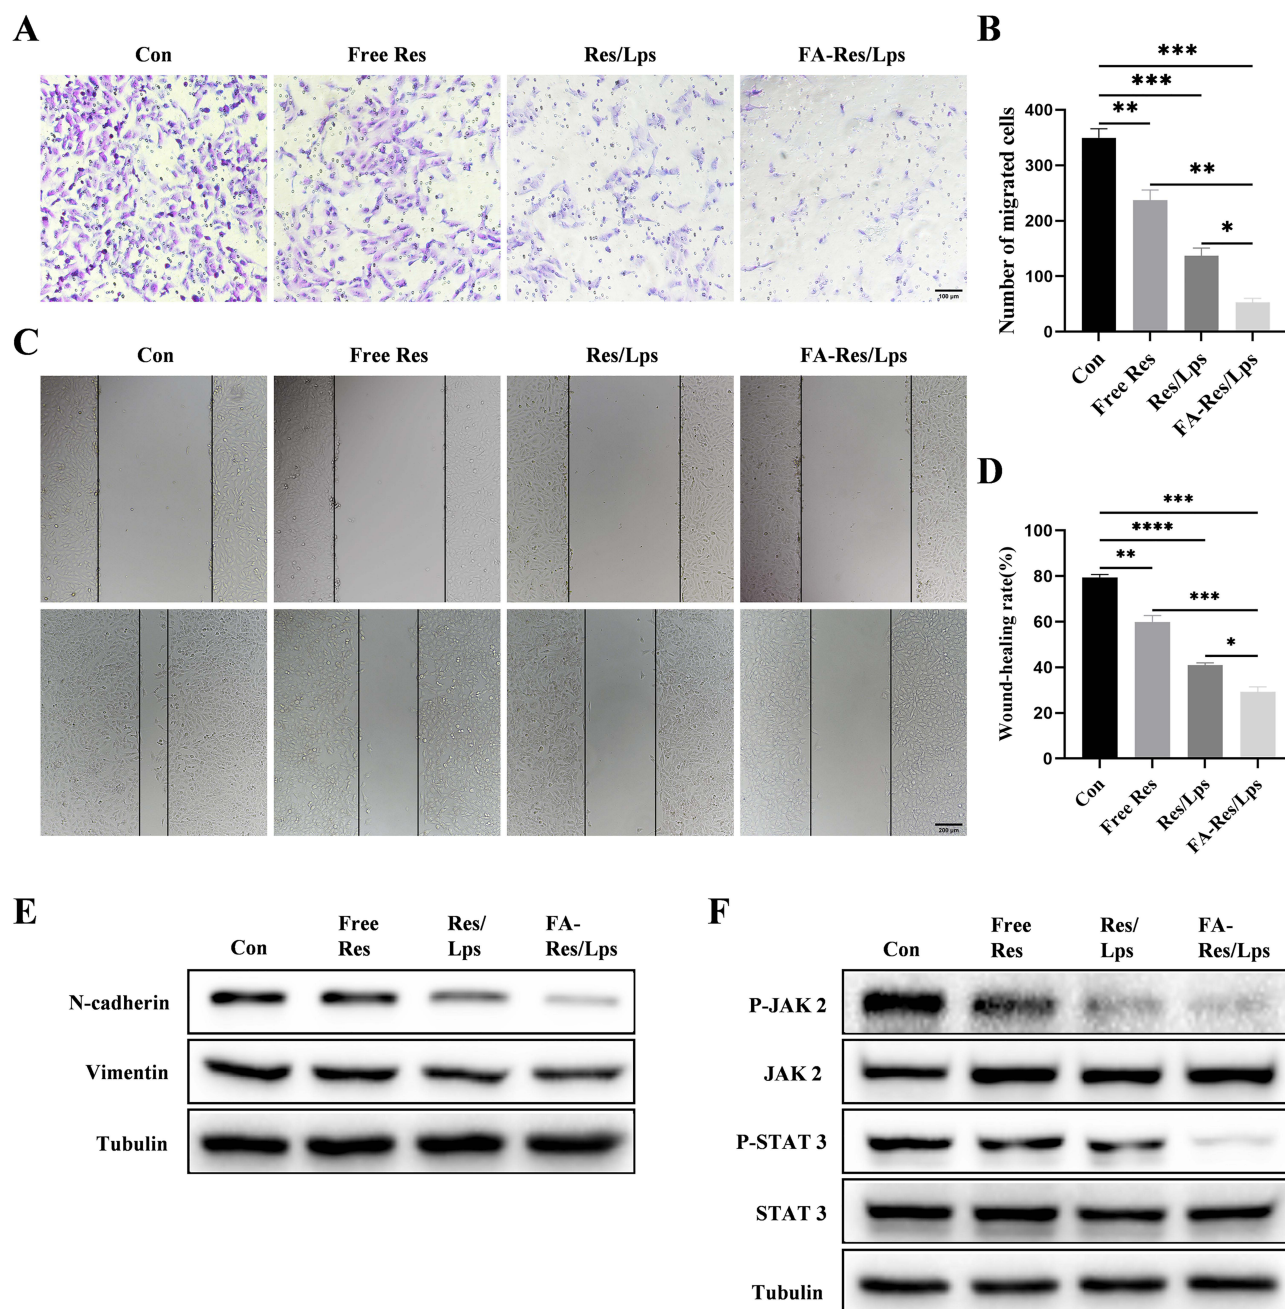 A
Con
Free Res
Res/Lps
FA-Res/Lps
100 μm
B
Number of migrated cells
400
300
200
100
0
***
***
**
**
*
Con
Free Res
Res/Lps
FA-Res/Lps
C
Con
Free Res
Res/Lps
FA-Res/Lps
200 μm
D
Wound-healing rate(%)
100
80
60
40
20
0
***
****
**
***
*
Con
Free Res
Res/Lps
FA-Res/Lps
E
Con
Free
Res
Res/
Lps
FA-
Res/Lps
N-cadherin
Vimentin
Tubulin
F
Con
Free
Res
Res/
Lps
FA-
Res/Lps
P-JAK 2
JAK 2
P-STAT 3
STAT 3
Tubulin